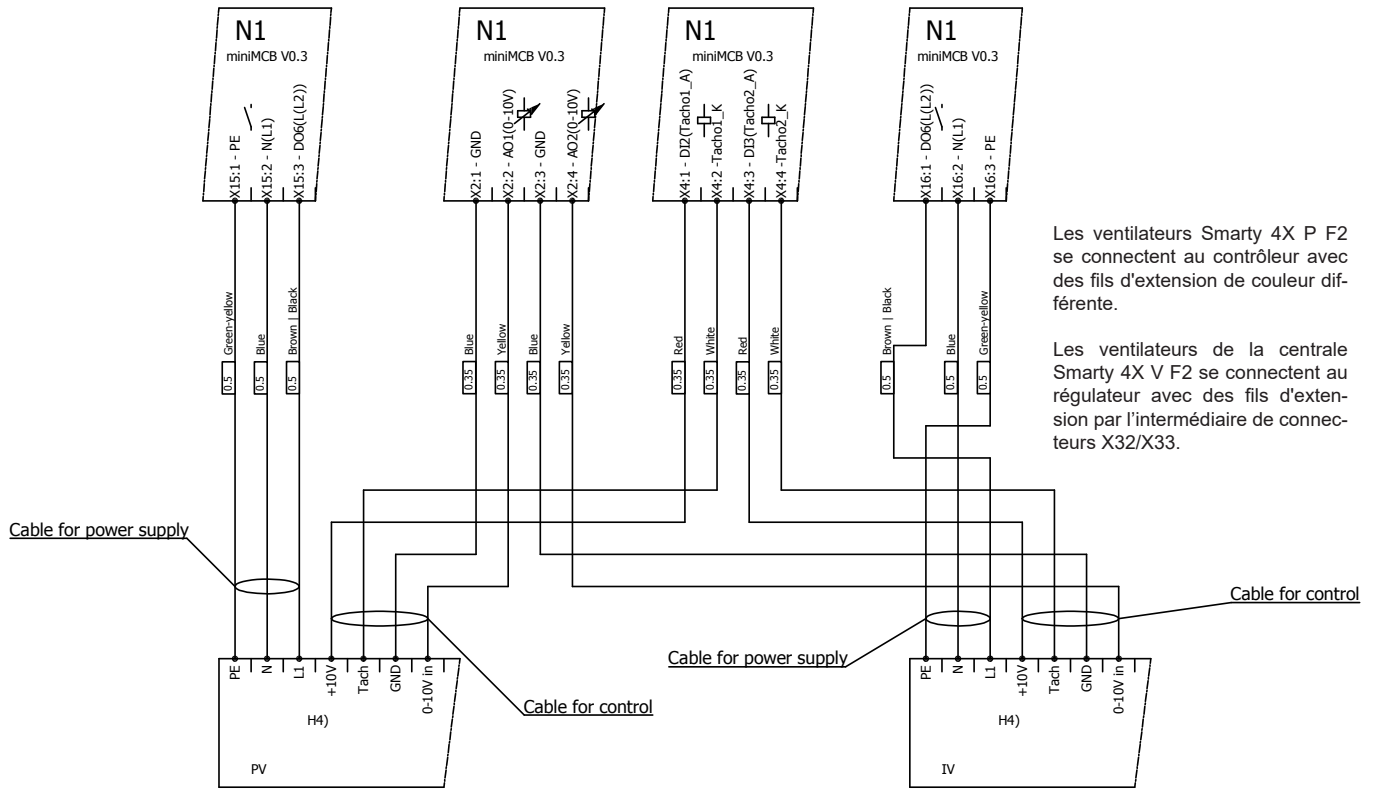 N1
miniMCB V0.3
X15:1 - PE
X15:2 - N(L1)
X15:3 - DO6(L(L2))
N1
miniMCB V0.3
X2:1 - GND
X2:2 - AO1(0-10V)
X2:3 - GND
X2:4 - AO2(0-10V)
N1
miniMCB V0.3
X4:1 - DI2(Tacho1_A)
X4:2 -Tacho1_K
X4:3 - DI3(Tacho2_A)
X4:4 -Tacho2_K
N1
miniMCB V0.3
X16:1 - DO6(L(L2))
X16:2 - N(L1)
X16:3 - PE
Les ventilateurs Smarty 4X P F2
se connectent au contrôleur avec
des fils d'extension de couleur dif-
férente.
Les ventilateurs de la centrale
Smarty 4X V F2 se connectent au
régulateur avec des fils d'exten-
sion par l’intermédiaire de connec-
teurs X32/X33.
0.5 Green-yellow
0.5 Blue
0.5 Brown | Black
0.35 Blue
0.35 Yellow
0.35 Blue
0.35 Yellow
0.35 Red
0.35 White
0.35 Red
0.35 White
0.5 Brown | Black
0.5 Blue
0.5 Green-yellow
Cable for power supply
Cable for control
Cable for power supply
Cable for control
PE
N
L1
+10V
Tach
GND
0-10V in
H4)
PV
PE
N
L1
+10V
Tach
GND
0-10V in
H4)
IV